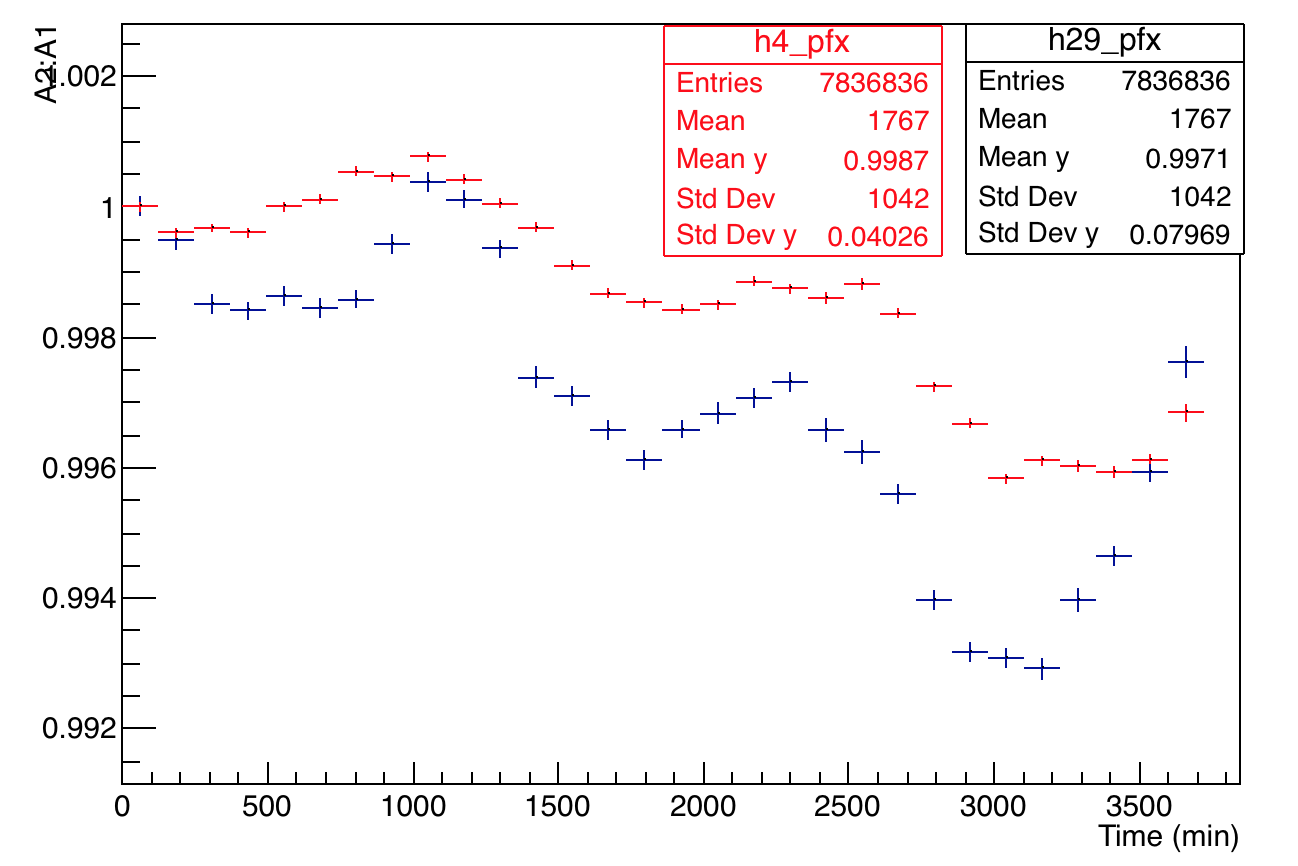 A2:A1
h4_pfx
Entries 7836836
Mean 1767
Mean y 0.9987
Std Dev 1042
Std Dev y 0.04026
h29_pfx
Entries 7836836
Mean 1767
Mean y 0.9971
Std Dev 1042
Std Dev y 0.07969
1.002
1
0.998
0.996
0.994
0.992
0 500 1000 1500 2000 2500 3000 3500
Time (min)